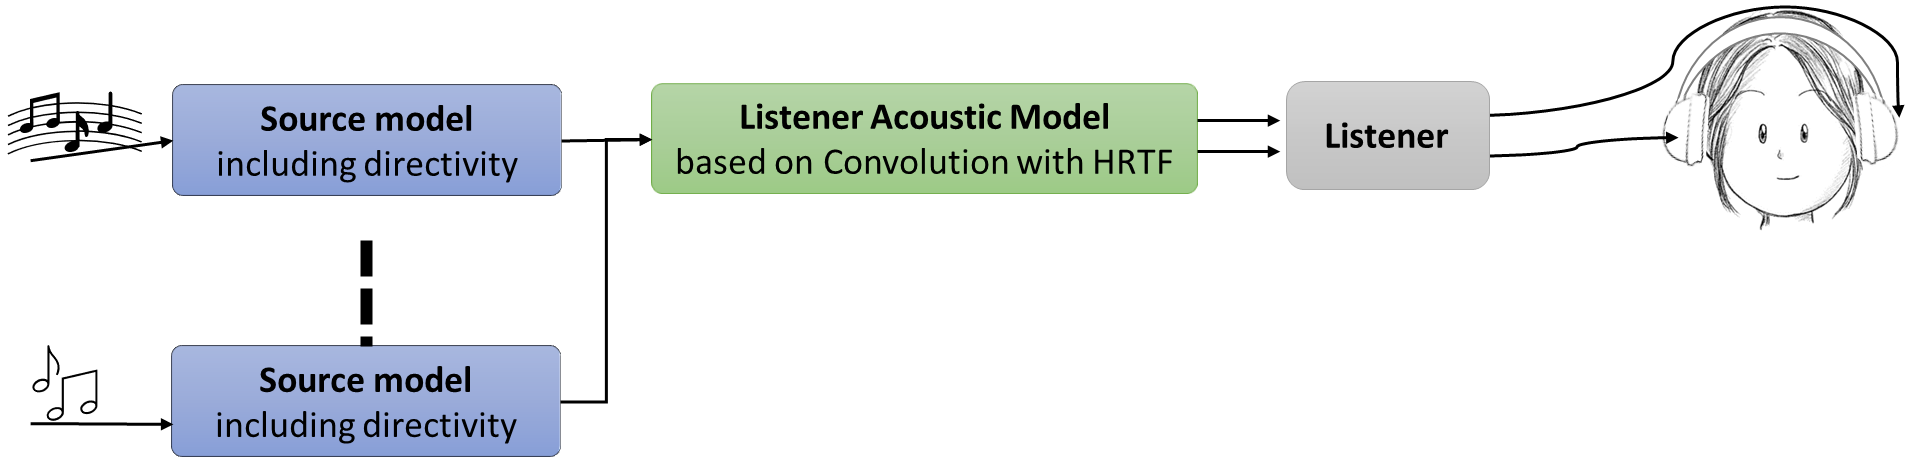 Source model
including directivity
Listener Acoustic Model
based on Convolution with HRTF
Listener
Source model
including directivity